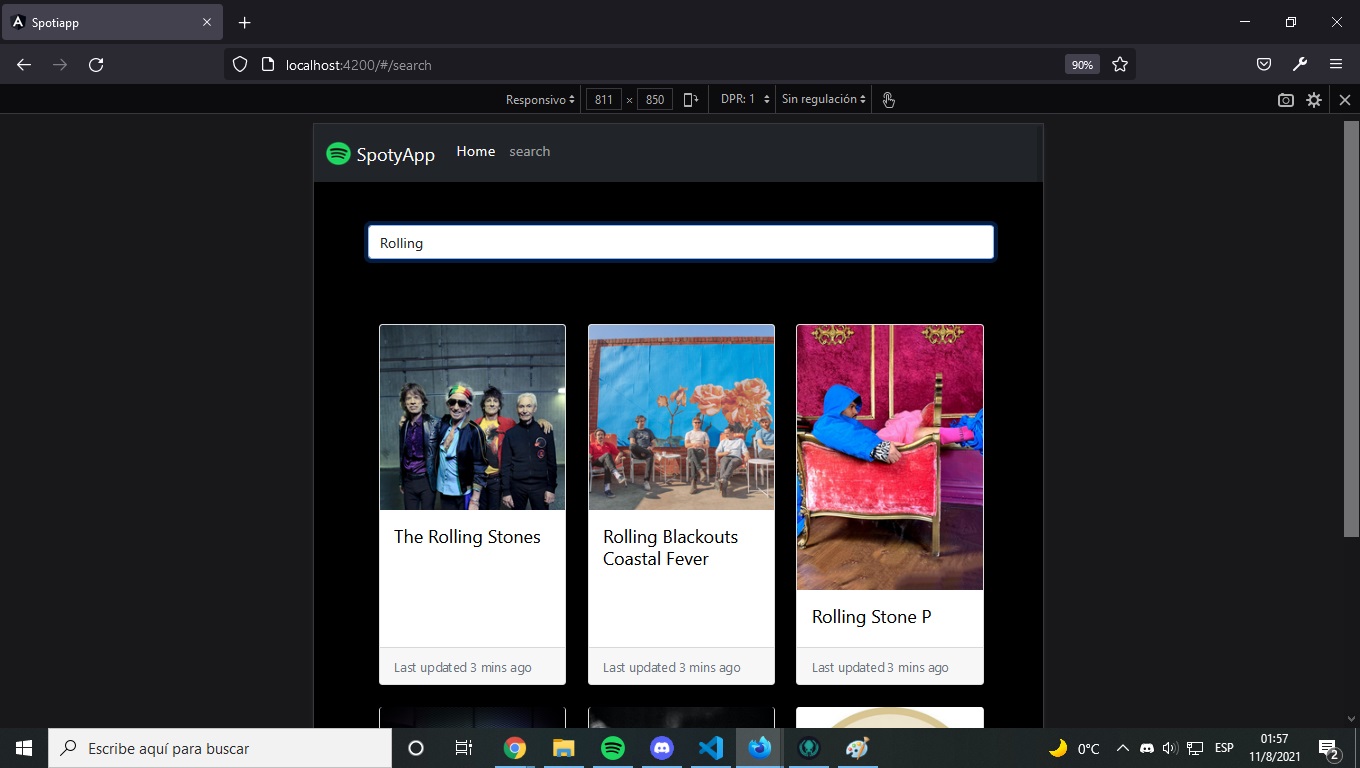 Spotiapp
localhost:4200/#/search
90%
Responsivo
811 × 850
DPR: 1
Sin regulación
SpotyApp
Home
search
Rolling
The Rolling Stones
Rolling Blackouts
Coastal Fever
Rolling Stone P
Last updated 3 mins ago
Last updated 3 mins ago
Last updated 3 mins ago
Escribe aquí para buscar
0°C
ESP
01:57
11/8/2021
2